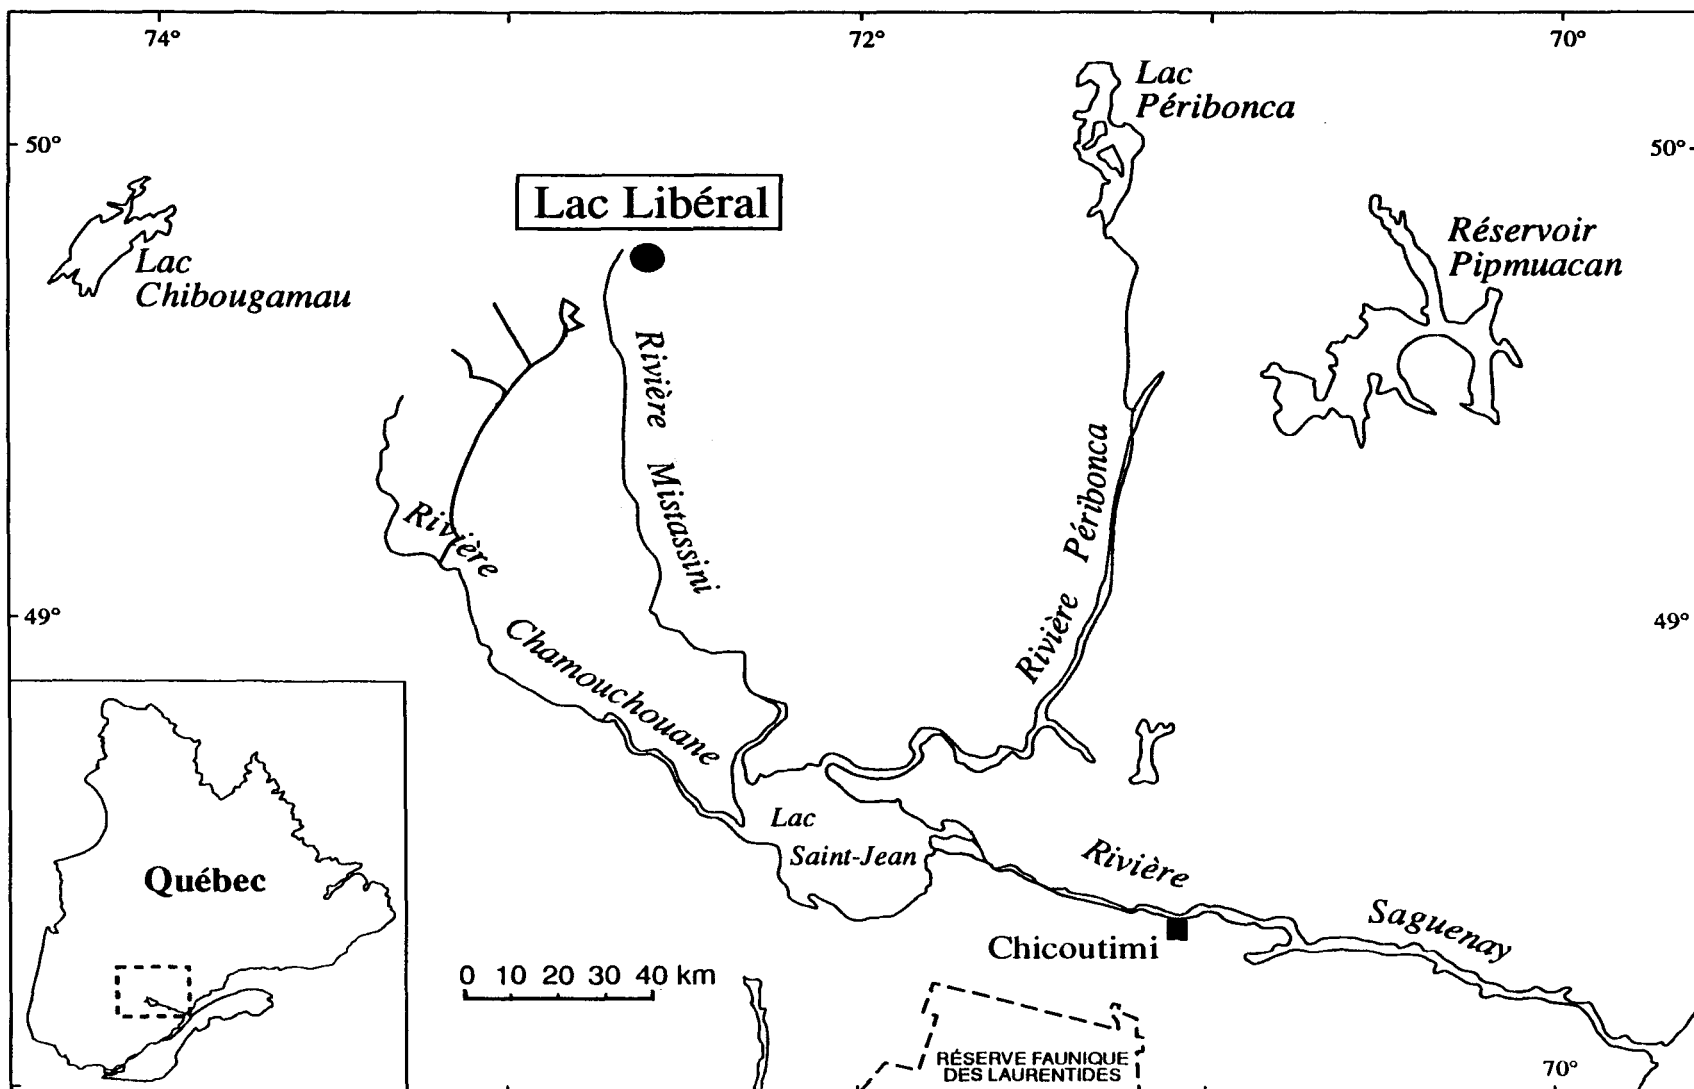 74°
72°
70°
Lac
Péribonca
50°
50°
Lac Libéral
Réservoir
Pipmuacan
Lac
Chibougamau
Rivière
Mistassini
Rivière
Péribonca
Rivière
Chamouchouane
49°
49°
Lac
Saint-Jean
Québec
Rivière
Saguenay
Chicoutimi
0 10 20 30 40 km
RÉSERVE FAUNIQUE
DES LAURENTIDES
70°